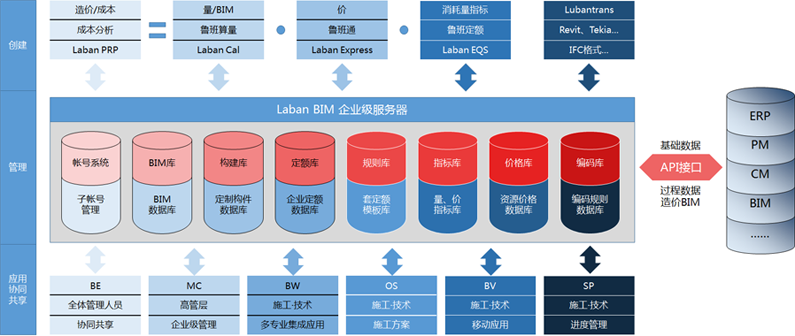 创建
造价/成本
成本分析
Laban PRP
=
量/BIM
鲁班算量
Laban Cal
价
鲁班通
Laban Express
消耗量指标
鲁班定额
Laban EQS
Lubantrans
Revit、Tekia...
IFC格式...
管理
Laban BIM 企业级服务器
帐号系统
子帐号
管理
BIM库
BIM
数据库
构建库
定制构件
数据库
定额库
企业定额
数据库
规则库
套定额
模板库
指标库
量、价
指标库
价格库
资源价格
数据库
编码库
编码规则
数据库
基础数据
API接口
过程数据
造价BIM
ERP
PM
CM
BIM
......
应用
协同
共享
BE
全体管理人员
协同共享
MC
高管层
企业级管理
BW
施工·技术
多专业集成应用
OS
施工·技术
施工方案
BV
施工·技术
移动应用
SP
施工·技术
进度管理